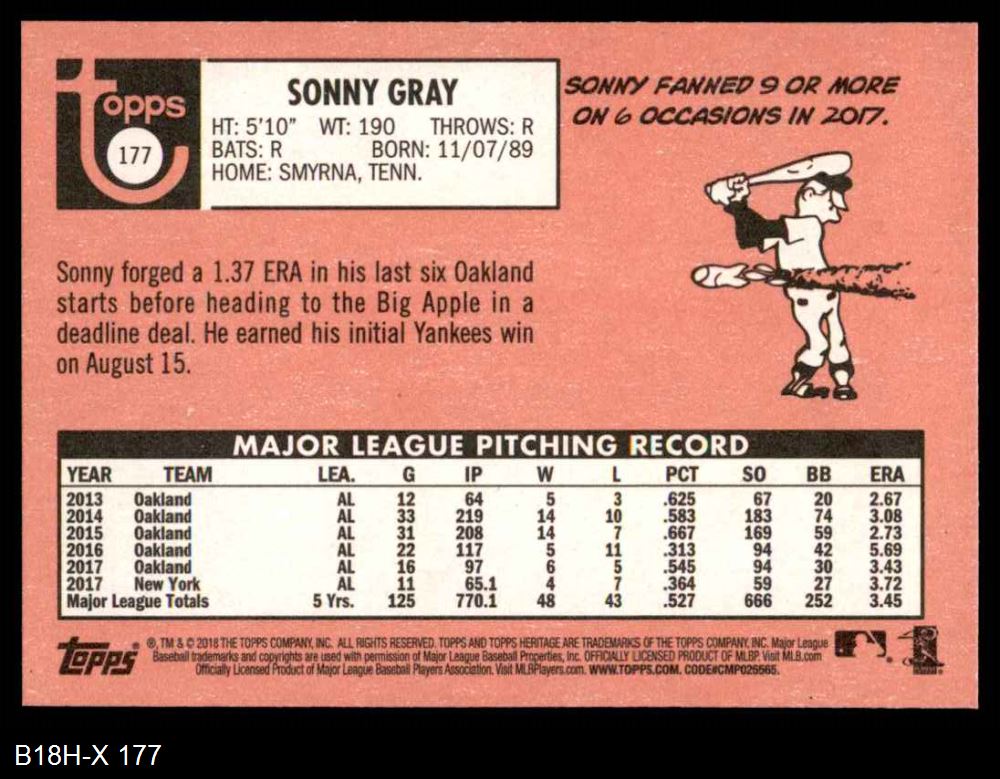 Topps
177
SONNY GRAY
HT: 5'10" WT: 190 THROWS: R
BATS: R BORN: 11/07/89
HOME: SMYRNA, TENN.
SONNY FANNED 9 OR MORE
ON 6 OCCASIONS IN 2017.
Sonny forged a 1.37 ERA in his last six Oakland
starts before heading to the Big Apple in a
deadline deal. He earned his initial Yankees win
on August 15.
MAJOR LEAGUE PITCHING RECORD
YEAR TEAM LEA. G IP W L PCT SO BB ERA
2013 Oakland AL 12 64 5 3 .625 67 20 2.67
2014 Oakland AL 33 219 14 10 .583 183 74 3.08
2015 Oakland AL 31 208 14 7 .667 169 59 2.73
2016 Oakland AL 22 117 5 11 .313 94 42 5.69
2017 Oakland AL 16 97 6 5 .545 94 30 3.43
2017 New York AL 11 65.1 4 7 .364 59 27 3.72
Major League Totals 5 Yrs. 125 770.1 48 43 .527 666 252 3.45
Topps
®, TM & © 2018 THE TOPPS COMPANY, INC. ALL RIGHTS RESERVED. TOPPS AND TOPPS HERITAGE ARE TRADEMARKS OF THE TOPPS COMPANY, INC. Major League
Baseball trademarks and copyrights are used with permission of Major League Baseball Properties, Inc. OFFICIALLY LICENSED PRODUCT OF MLBP. Visit MLB.com
Officially Licensed Product of Major League Baseball Players Association. Visit MLBPlayers.com. WWW.TOPPS.COM. CODE#CMP025565.
B18H-X 177